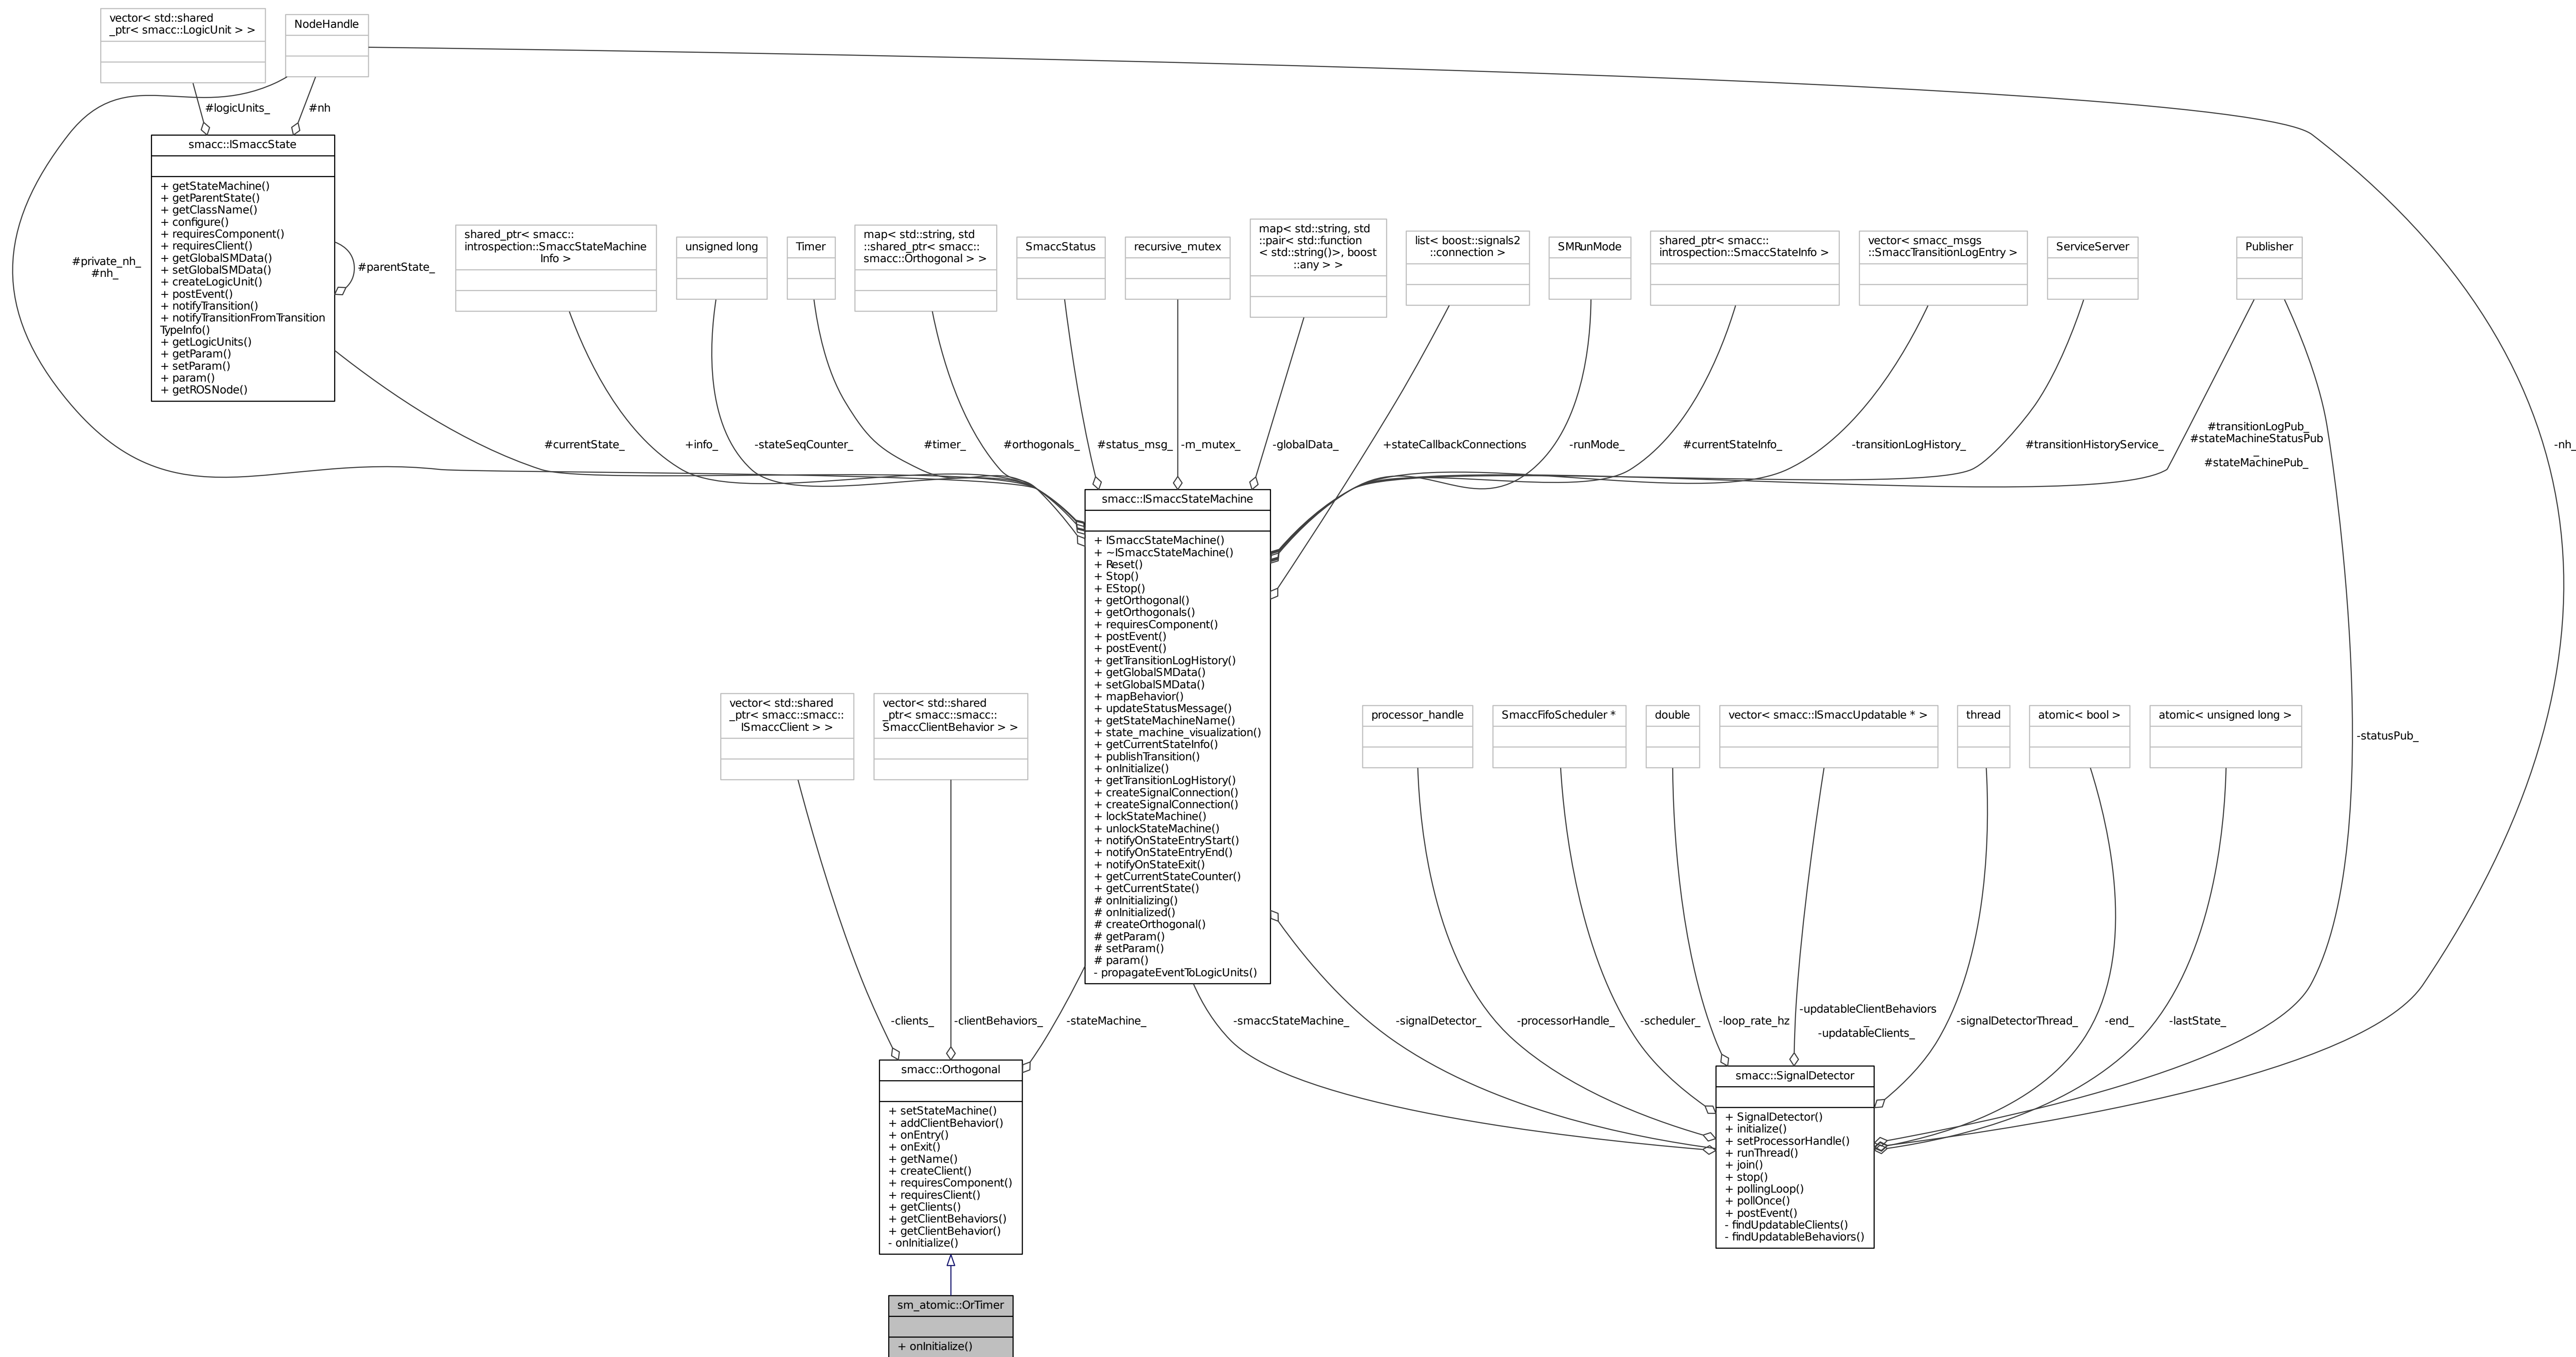 vector< std::shared
_ptr< smacc::LogicUnit > >
NodeHandle
#logicUnits_
#nh
smacc::ISmaccState
+ getStateMachine()
+ getParentState()
+ getClassName()
+ configure()
+ requiresComponent()
+ requiresClient()
+ getGlobalSMData()
+ setGlobalSMData()
+ createLogicUnit()
+ postEvent()
+ notifyTransition()
+ notifyTransitionFromTransition
TypeInfo()
+ getLogicUnits()
+ getParam()
+ setParam()
+ param()
+ getROSNode()
#private_nh_
#nh_
#parentState_
shared_ptr< smacc::
introspection::SmaccStateMachine
Info >
unsigned long
Timer
map< std::string, std
::shared_ptr< smacc::
smacc::Orthogonal > >
SmaccStatus
recursive_mutex
map< std::string, std
::pair< std::function
< std::string()>, boost
::any > >
list< boost::signals2
::connection >
SMRunMode
shared_ptr< smacc::
introspection::SmaccStateInfo >
vector< smacc_msgs
::SmaccTransitionLogEntry >
ServiceServer
Publisher
#currentState_
+info_
-stateSeqCounter_
#timer_
#orthogonals_
#status_msg_
-m_mutex_
-globalData_
+stateCallbackConnections
-runMode_
#currentStateInfo_
-transitionLogHistory_
#transitionHistoryService_
#transitionLogPub_
#stateMachineStatusPub
_
#stateMachinePub_
-nh_
smacc::ISmaccStateMachine
+ ISmaccStateMachine()
+ ~ISmaccStateMachine()
+ Reset()
+ Stop()
+ EStop()
+ getOrthogonal()
+ getOrthogonals()
+ requiresComponent()
+ postEvent()
+ postEvent()
+ getTransitionLogHistory()
+ getGlobalSMData()
+ setGlobalSMData()
+ mapBehavior()
+ updateStatusMessage()
+ getStateMachineName()
+ state_machine_visualization()
+ getCurrentStateInfo()
+ publishTransition()
+ onInitialize()
+ getTransitionLogHistory()
+ createSignalConnection()
+ createSignalConnection()
+ lockStateMachine()
+ unlockStateMachine()
+ notifyOnStateEntryStart()
+ notifyOnStateEntryEnd()
+ notifyOnStateExit()
+ getCurrentStateCounter()
+ getCurrentState()
# onInitializing()
# onInitialized()
# createOrthogonal()
# getParam()
# setParam()
# param()
- propagateEventToLogicUnits()
vector< std::shared
_ptr< smacc::smacc::
ISmaccClient > >
vector< std::shared
_ptr< smacc::smacc::
SmaccClientBehavior > >
processor_handle
SmaccFifoScheduler *
double
vector< smacc::ISmaccUpdatable * >
thread
atomic< bool >
atomic< unsigned long >
-statusPub_
-clients_
-clientBehaviors_
-stateMachine_
-smaccStateMachine_
-signalDetector_
-processorHandle_
-scheduler_
-loop_rate_hz
-updatableClientBehaviors
_
-updatableClients_
-signalDetectorThread_
-end_
-lastState_
smacc::Orthogonal
+ setStateMachine()
+ addClientBehavior()
+ onEntry()
+ onExit()
+ getName()
+ createClient()
+ requiresComponent()
+ requiresClient()
+ getClients()
+ getClientBehaviors()
+ getClientBehavior()
- onInitialize()
smacc::SignalDetector
+ SignalDetector()
+ initialize()
+ setProcessorHandle()
+ runThread()
+ join()
+ stop()
+ pollingLoop()
+ pollOnce()
+ postEvent()
- findUpdatableClients()
- findUpdatableBehaviors()
sm_atomic::OrTimer
+ onInitialize()